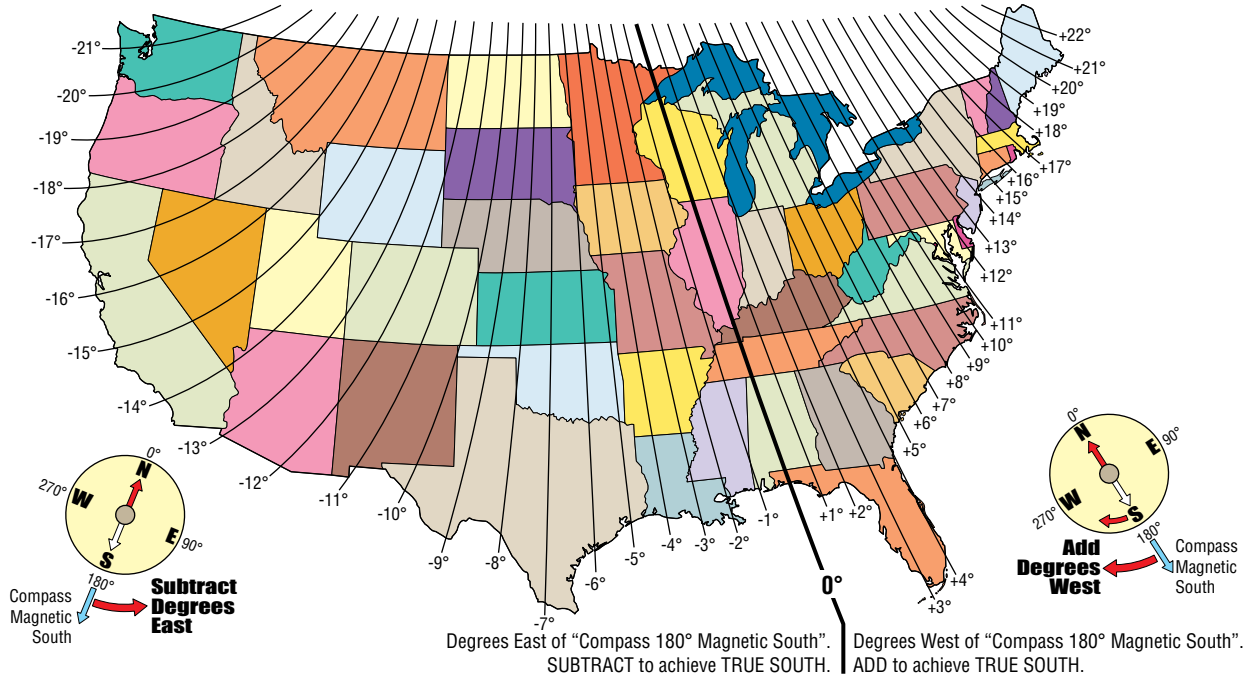 -21°
-20°
-19°
-18°
-17°
-16°
-15°
-14°
-13°
-12°
-11°
-10°
-9°
-8°
-7°
-6°
-5°
-4°
-3°
-2°
-1°
0°
+1°
+2°
+3°
+4°
+5°
+6°
+7°
+8°
+9°
+10°
+11°
+12°
+13°
+14°
+15°
+16°
+17°
+18°
+19°
+20°
+21°
+22°
0°
N
270°
W
E
90°
S
180°
Compass
Magnetic
South
Subtract
Degrees
East
0°
N
90°
E
W
270°
S
180°
Add
Degrees
West
Compass
Magnetic
South
Degrees East of “Compass 180° Magnetic South”.
SUBTRACT to achieve TRUE SOUTH.
Degrees West of “Compass 180° Magnetic South”.
ADD to achieve TRUE SOUTH.